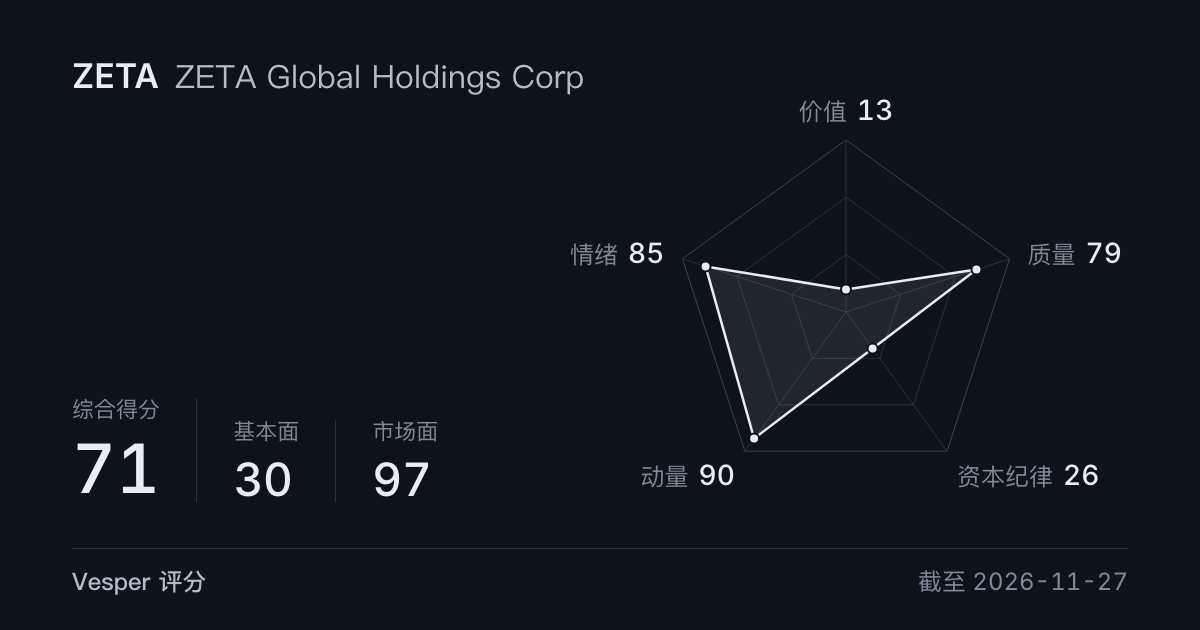 ZETA ZETA Global Holdings Corp
价值 13
情绪 85
质量 79
动量 90
资本纪律 26
综合得分
71
基本面
30
市场面
97
Vesper 评分
截至 2026-11-27